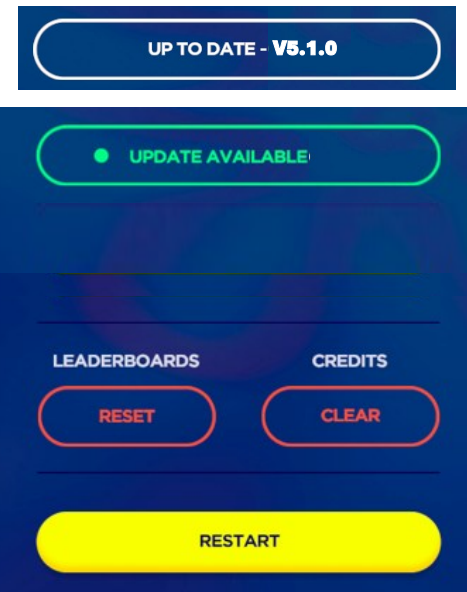 UP TO DATE - V5.1.0
UPDATE AVAILABLE
LEADERBOARDS CREDITS
RESET CLEAR
RESTART